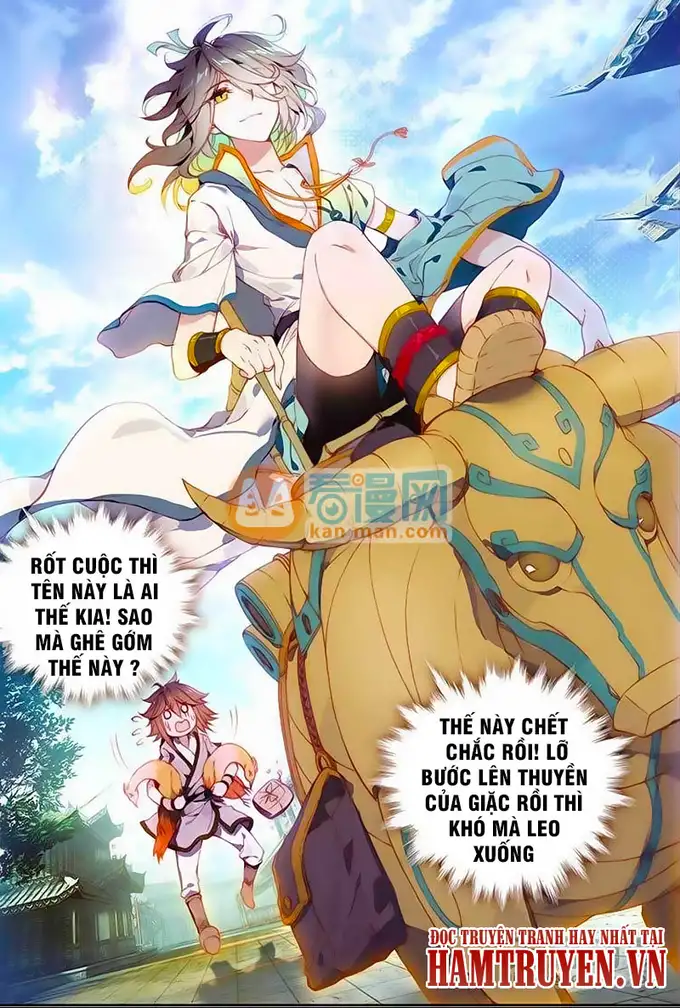 看漫网
kan-man.com
RỐT CUỘC THÌ
TÊN NÀY LÀ AI
THẾ KIA! SAO
MÀ GHÊ GỚM
THẾ NÀY ?
THẾ NÀY CHẾT
CHẮC RỒI! LỠ
BƯỚC LÊN THUYỀN
CỦA GIẶC RỒI THÌ
KHÓ MÀ LEO
XUỐNG
ĐỌC TRUYỆN TRANH HAY NHẤT TẠI
HAMTRUYEN.VN